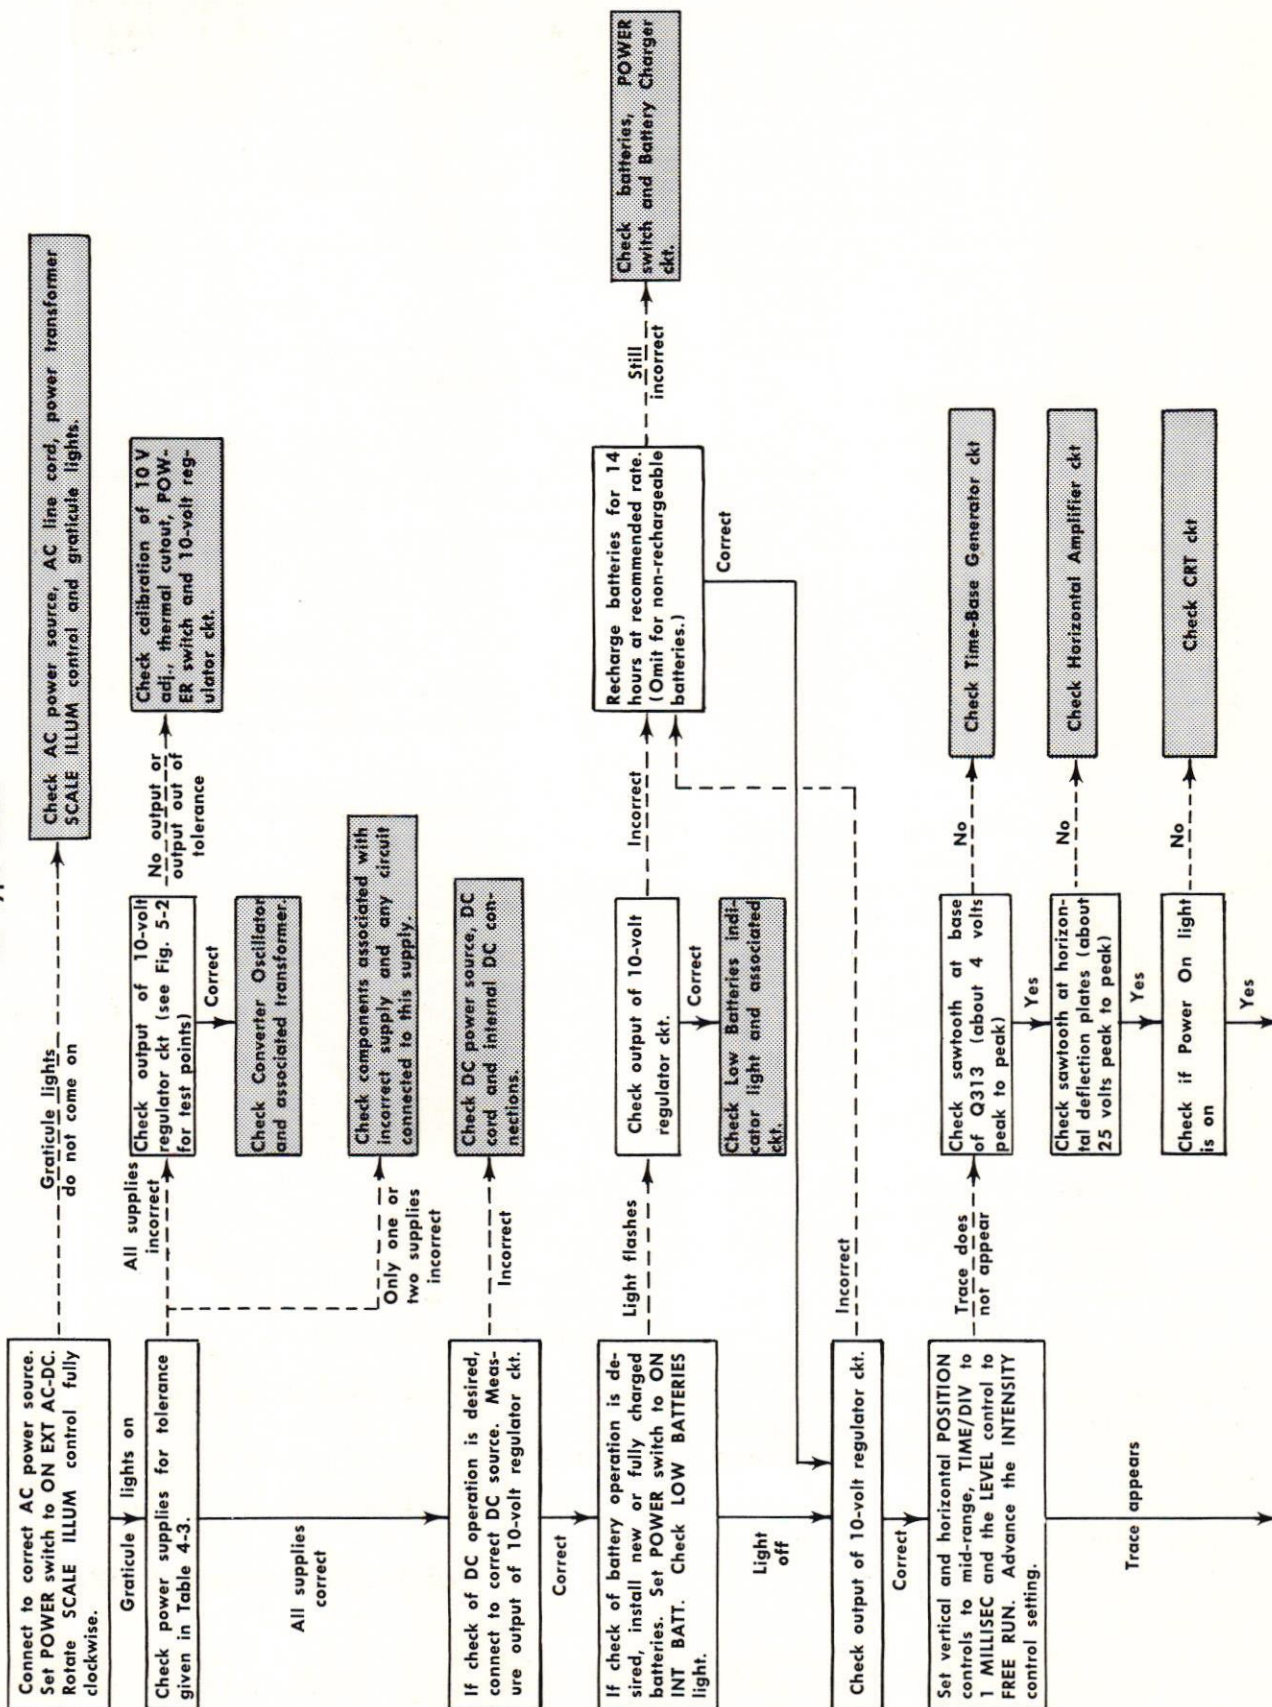 Connect to correct AC power source.
Set POWER switch to ON EXT AC-DC.
Rotate SCALE ILLUM control fully
clockwise.
Graticule lights
do not come on
Check AC power source, AC line cord, power transformer
SCALE ILLUM control and graticule lights.
Graticule lights on
Check power supplies for tolerance
given in Table 4-3.
All supplies
incorrect
Check output of 10-volt
regulator ckt (see Fig. 5-2
for test points)
No output or
output out of
tolerance
Check calibration of 10 V
adj., thermal cutout, POW-
ER switch and 10-volt reg-
ulator ckt.
Correct
Check Converter Oscillator
and associated transformer.
Only one or
two supplies
incorrect
Check components associated with
incorrect supply and any circuit
connected to this supply.
All supplies
correct
If check of DC operation is desired,
connect to correct DC source. Meas-
ure output of 10-volt regulator ckt.
Incorrect
Check DC power source, DC
cord and internal DC con-
nections.
Correct
If check of battery operation is de-
sired, install new or fully charged
batteries. Set POWER switch to ON
INT BATT. Check LOW BATTERIES
light.
Light flashes
Check output of 10-volt
regulator ckt.
Incorrect
Recharge batteries for 14
hours at recommended rate.
(Omit for non-rechargeable
batteries.)
Still
incorrect
Check batteries, POWER
switch and Battery Charger
ckt.
Correct
Check Low Batteries indi-
cator light and associated
ckt.
Correct
Light
off
Check output of 10-volt regulator ckt.
Incorrect
Correct
Set vertical and horizontal POSITION
controls to mid-range, TIME/DIV to
1 MILLISEC and the LEVEL control to
FREE RUN. Advance the INTENSITY
control setting.
Trace does
not appear
Check sawtooth at base
of Q313 (about 4 volts
peak to peak)
No
Check Time-Base Generator ckt
Yes
Check sawtooth at horizon-
tal deflection plates (about
25 volts peak to peak)
No
Check Horizontal Amplifier ckt
Yes
Check if Power On light
is on
No
Check CRT ckt
Yes
Trace appears